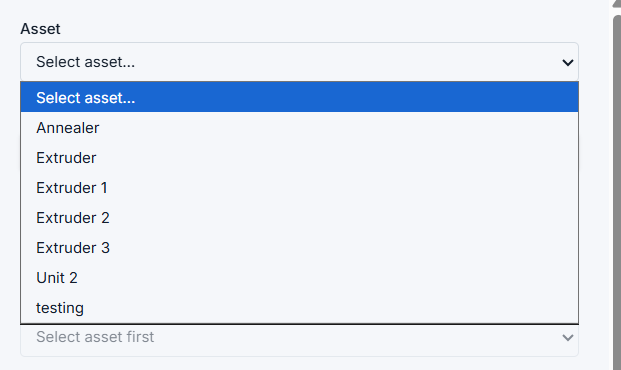 Asset
Select asset...
Select asset...
Annealer
Extruder
Extruder 1
Extruder 2
Extruder 3
Unit 2
testing
Select asset first